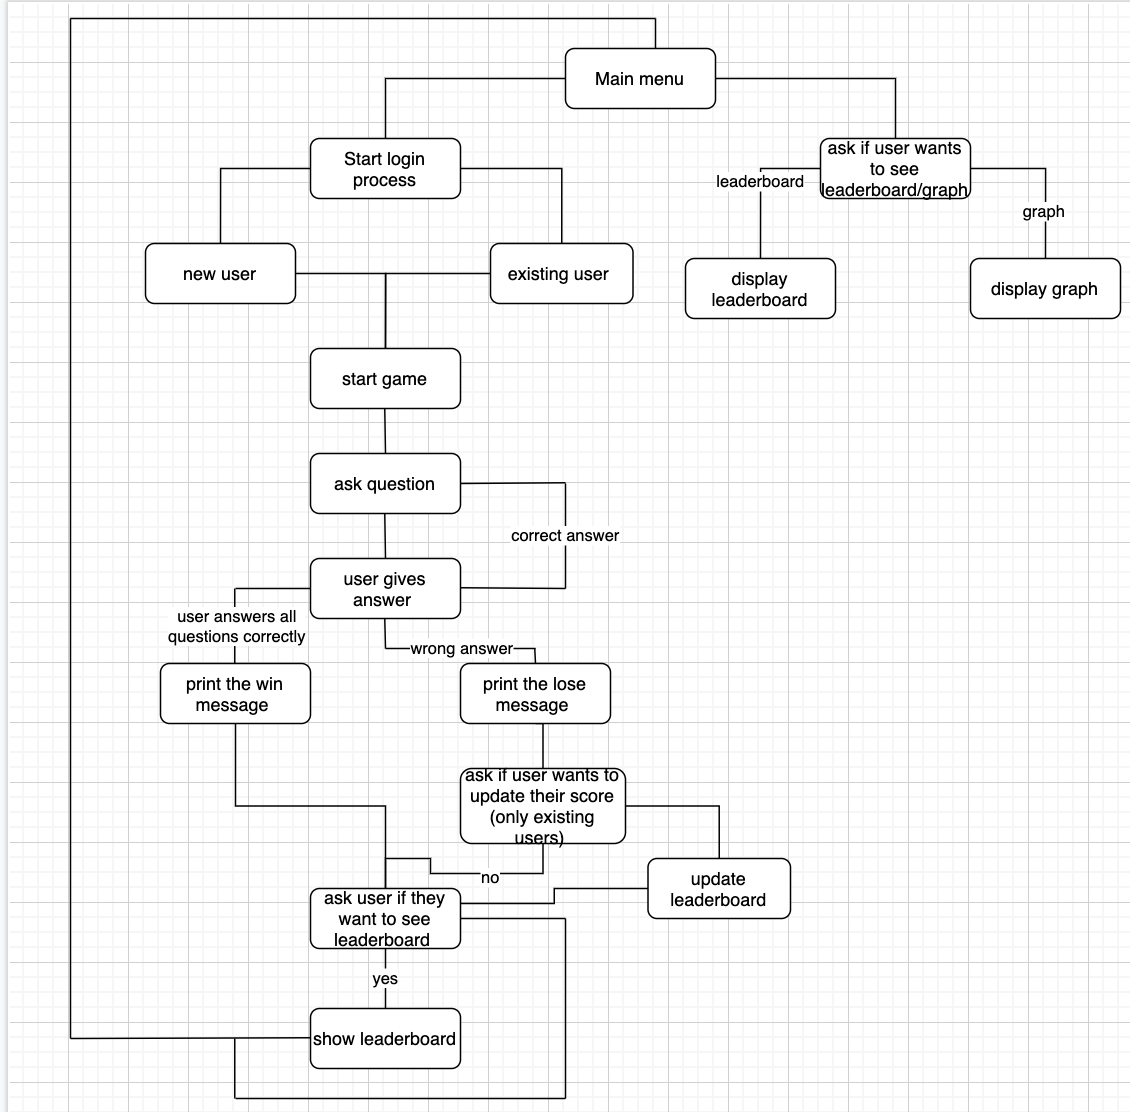 Main menu
Start login
process
ask if user wants
to see
leaderboard/graph
leaderboard
graph
new user
existing user
display
leaderboard
display graph
start game
ask question
correct answer
user gives
answer
user answers all
questions correctly
wrong answer
print the win
message
print the lose
message
ask if user wants to
update their score
(only existing
users)
no
update
leaderboard
ask user if they
want to see
leaderboard
yes
show leaderboard